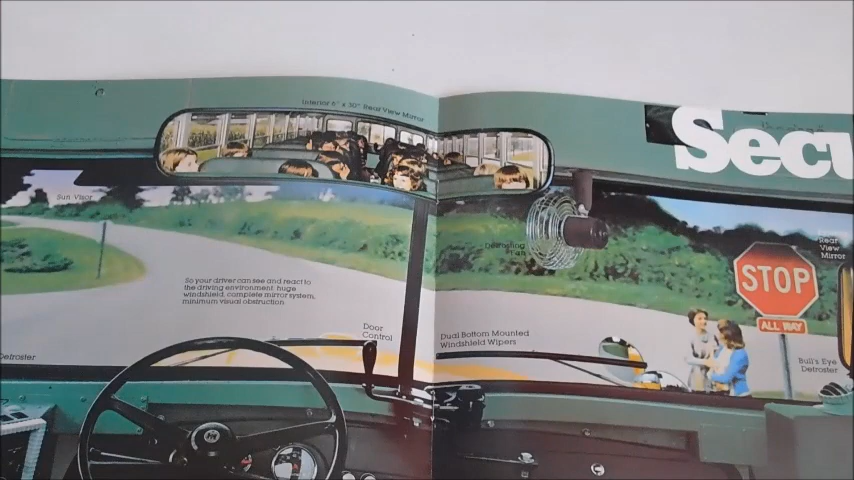 Interior 6" x 30" Rear View Mirror
Secu
Sun Visor
Defrosting
Fan
Rear
View
Mirror
STOP
ALL WAY
So your driver can see and react to
the driving environment: huge
windshield, complete mirror system,
minimum visual obstruction.
Door
Control
Dual Bottom Mounted
Windshield Wipers
Defroster
Bull's Eye
Defroster